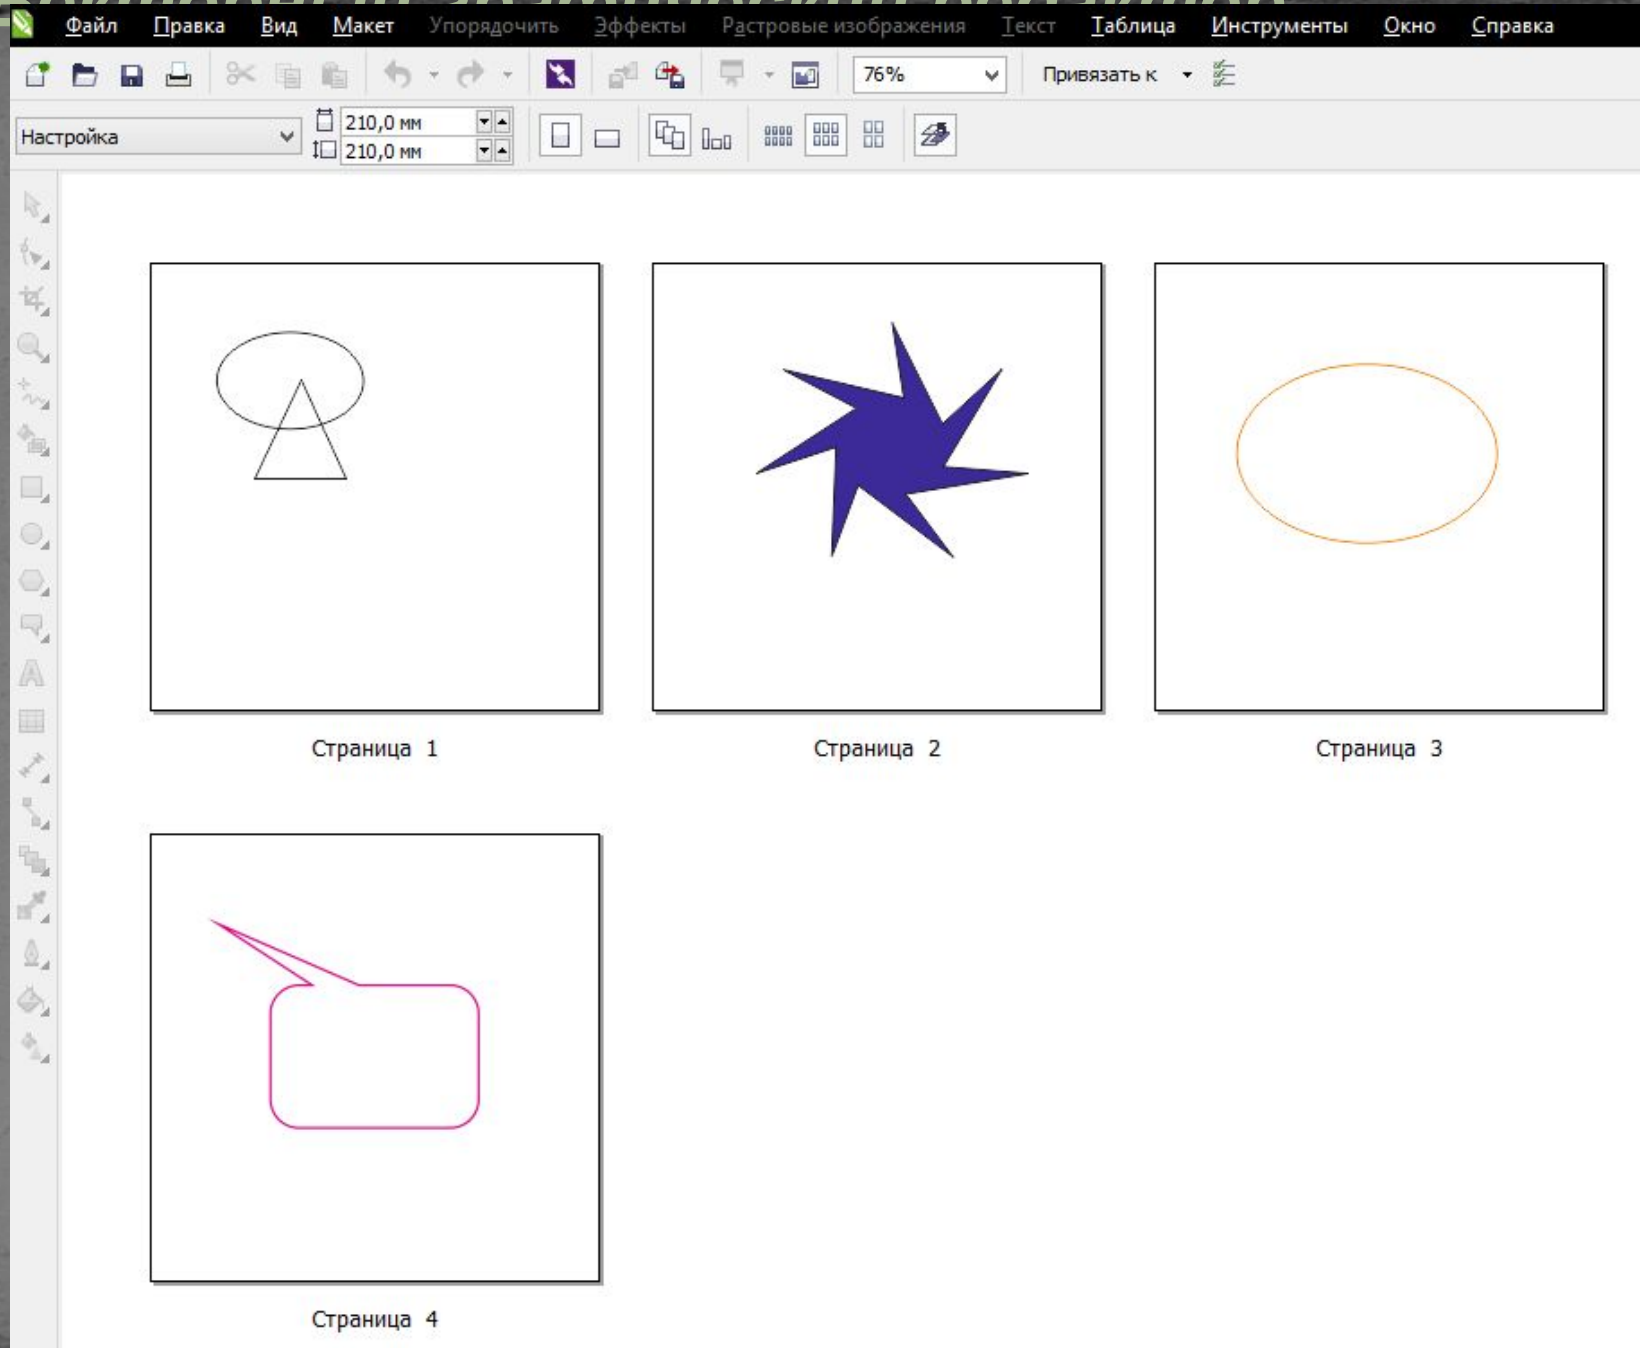 Файл Правка Вид Макет Упорядочить Эффекты Растровые изображения Текст Таблица Инструменты Окно Справка
76% Привязать к
Настройка 210,0 мм
210,0 мм
Страница 1 Страница 2 Страница 3
Страница 4